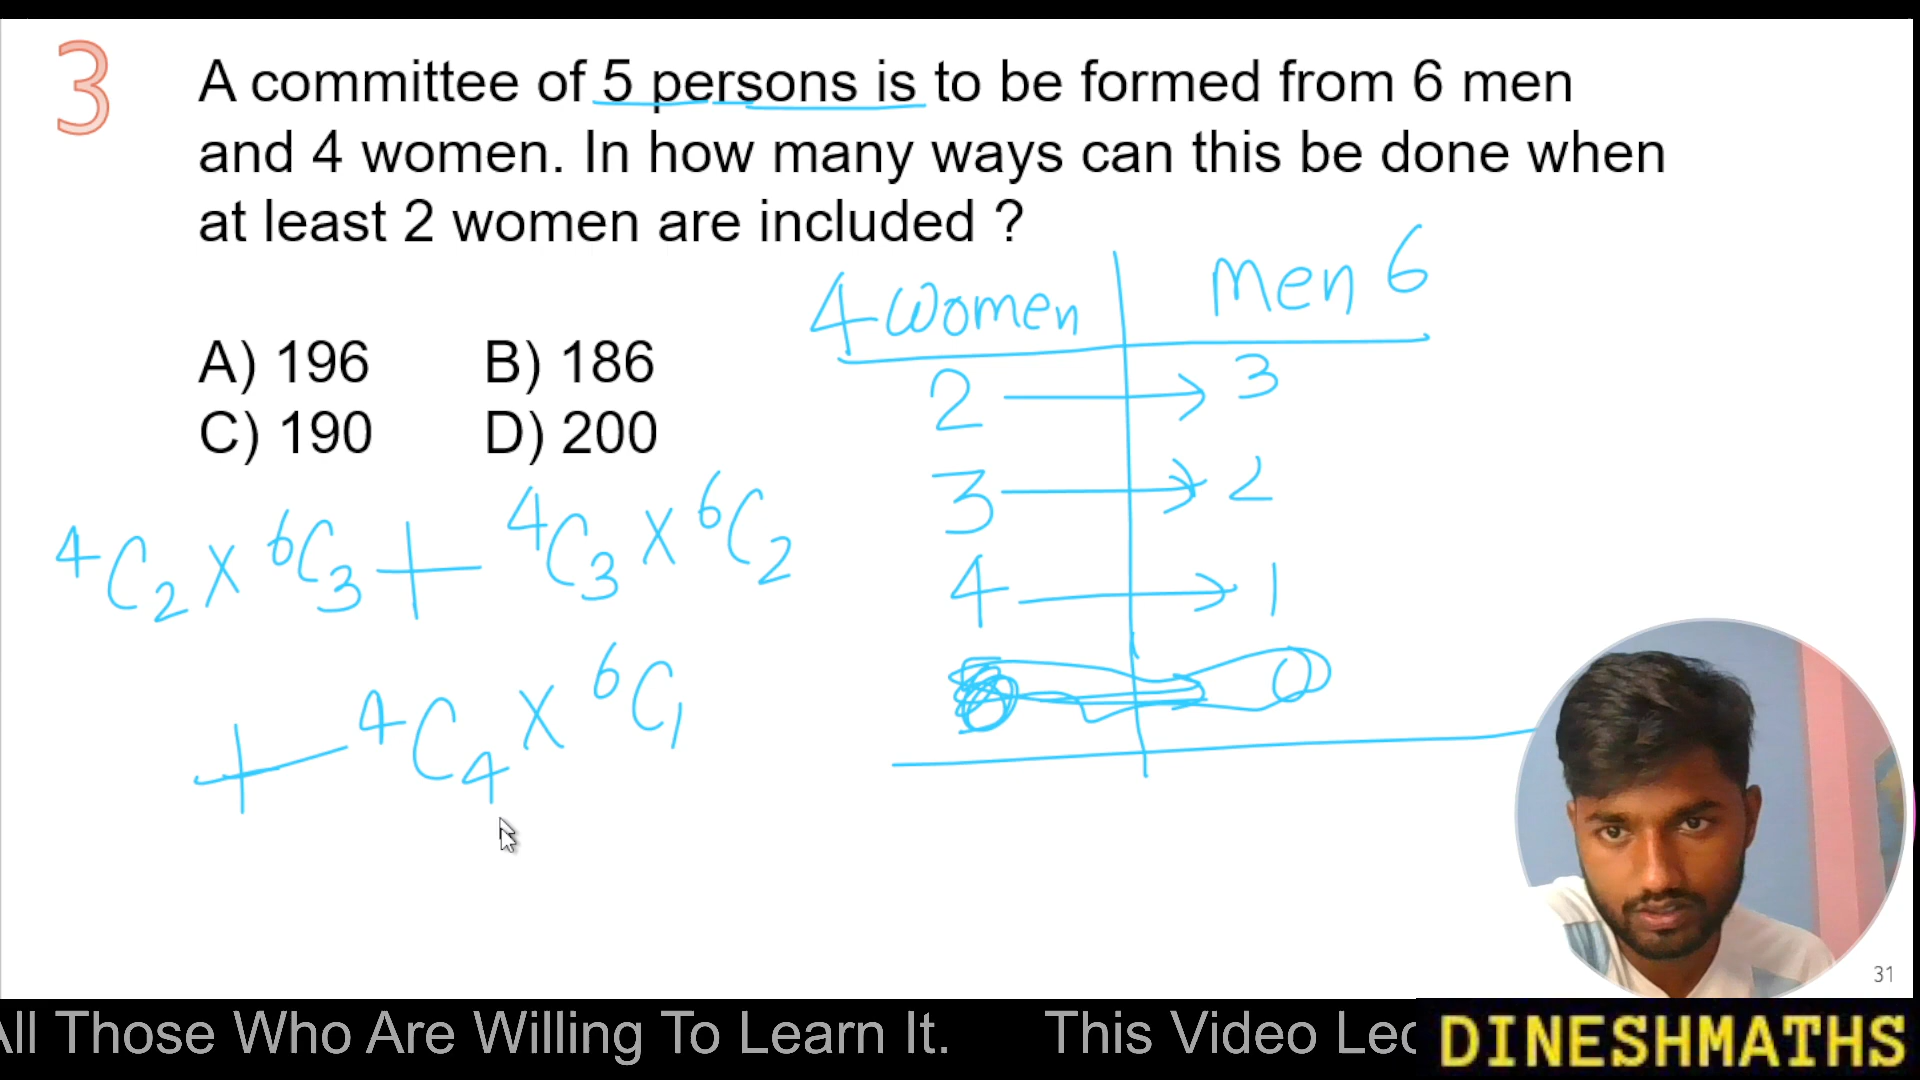 3
A committee of 5 persons is to be formed from 6 men
and 4 women. In how many ways can this be done when
at least 2 women are included ?
A) 196 B) 186
C) 190 D) 200
4 women | Men 6
2 → 3
3 → 2
4 → 1
⁴C₂ x ⁶C₃ + ⁴C₃ x ⁶C₂
+ ⁴C₄ x ⁶C₁
31
All Those Who Are Willing To Learn It. This Video Lec
DINESHMATHS